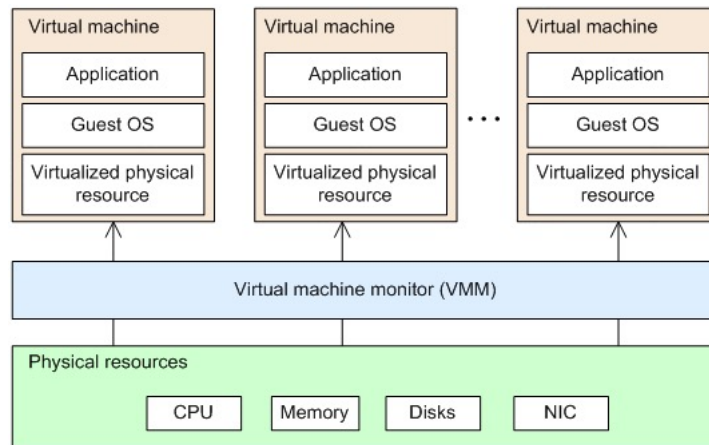 Virtual machine
Application
Guest OS
Virtualized physical
resource
Virtual machine
Application
Guest OS
Virtualized physical
resource
...
Virtual machine
Application
Guest OS
Virtualized physical
resource
Virtual machine monitor (VMM)
Physical resources
CPU
Memory
Disks
NIC